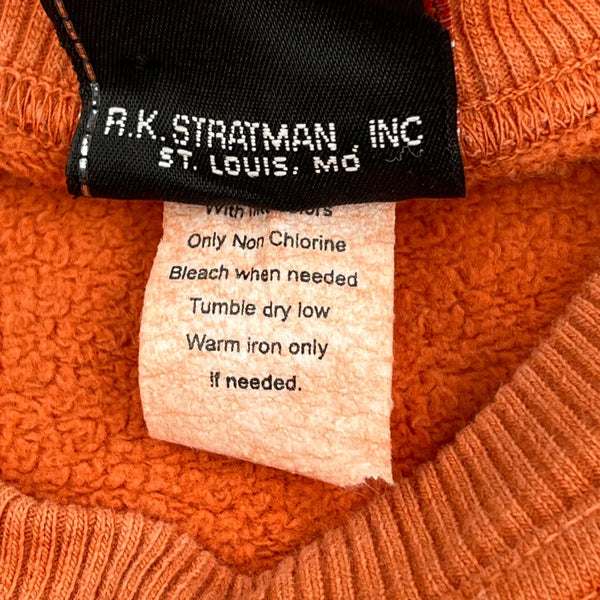 R.K. STRATMAN, INC
ST. LOUIS, MO
With
Only Non Chlorine
Bleach when needed
Tumble dry low
Warm iron only
If needed.